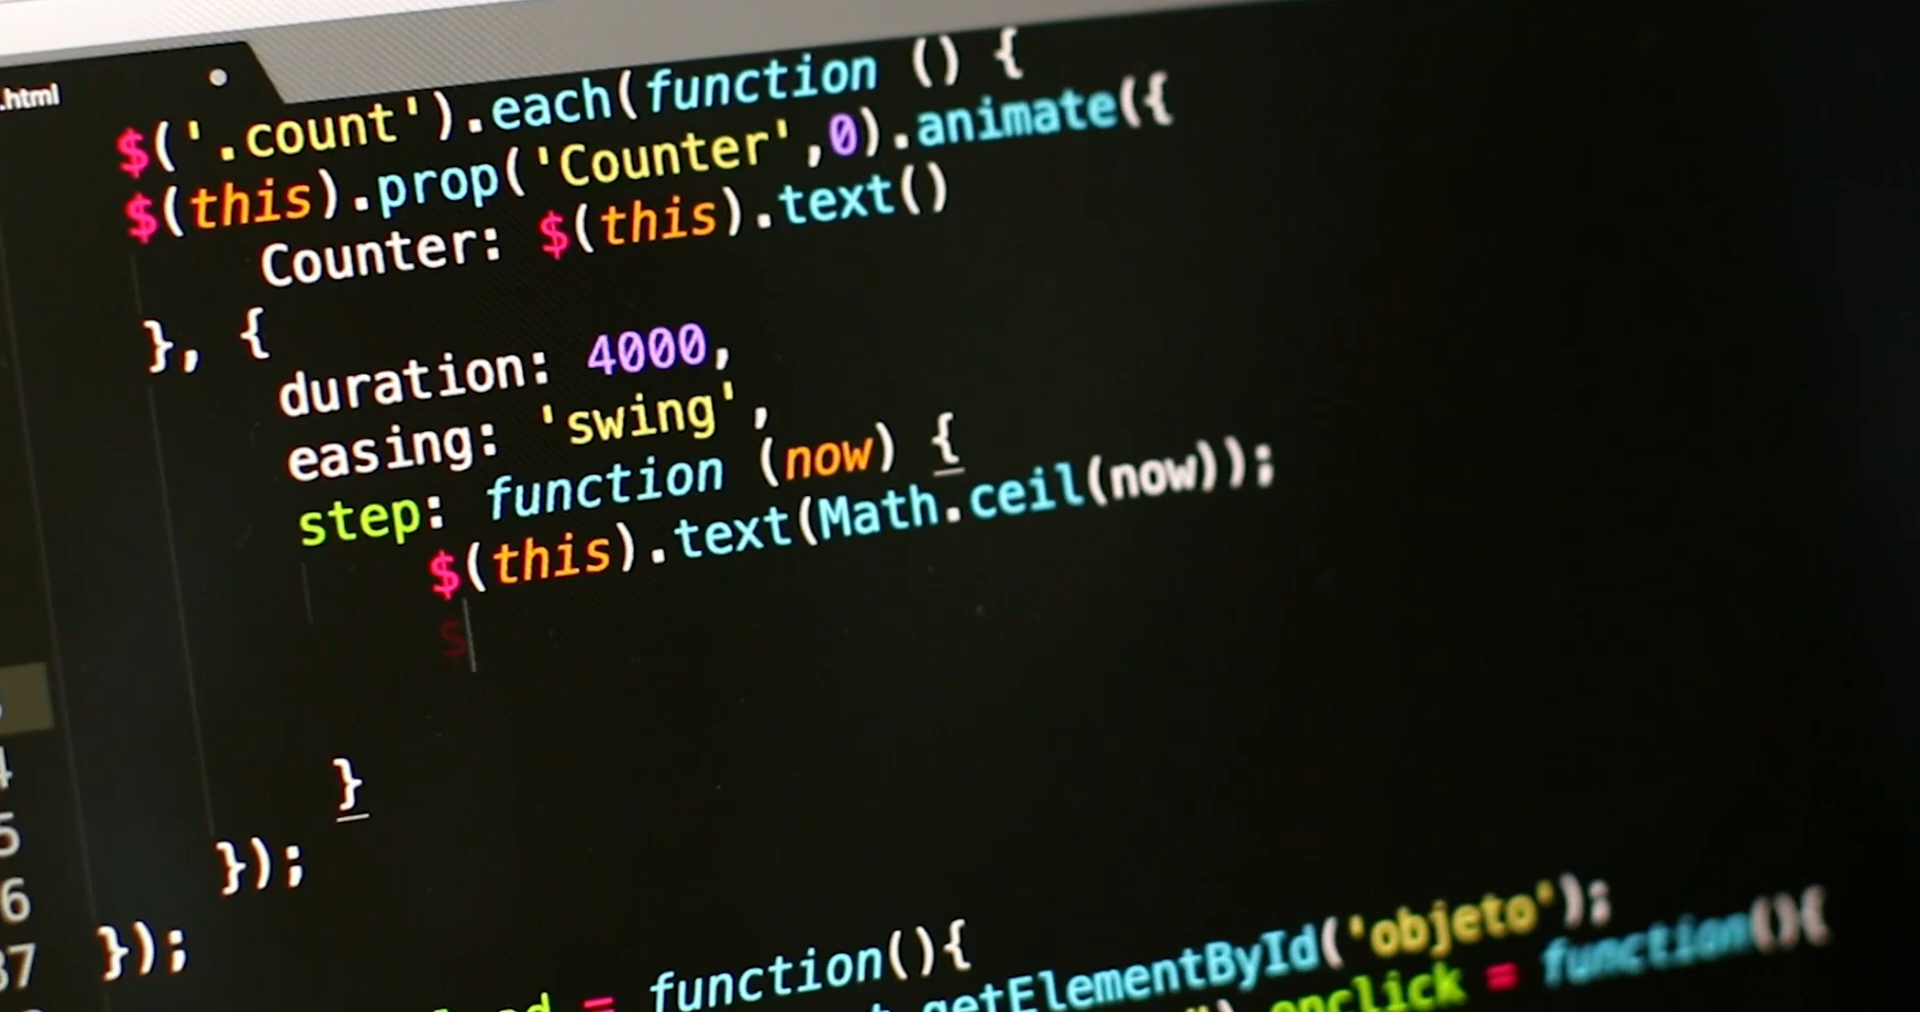 .html
$('.count').each(function () {
$(this).prop('Counter',0).animate({
Counter: $(this).text()
}, {
duration: 4000,
easing: 'swing',
step: function (now) {
$(this).text(Math.ceil(now));
$
}
});
});
= function(){
getElementById('objeto');
onclick = function(){
5
6
37